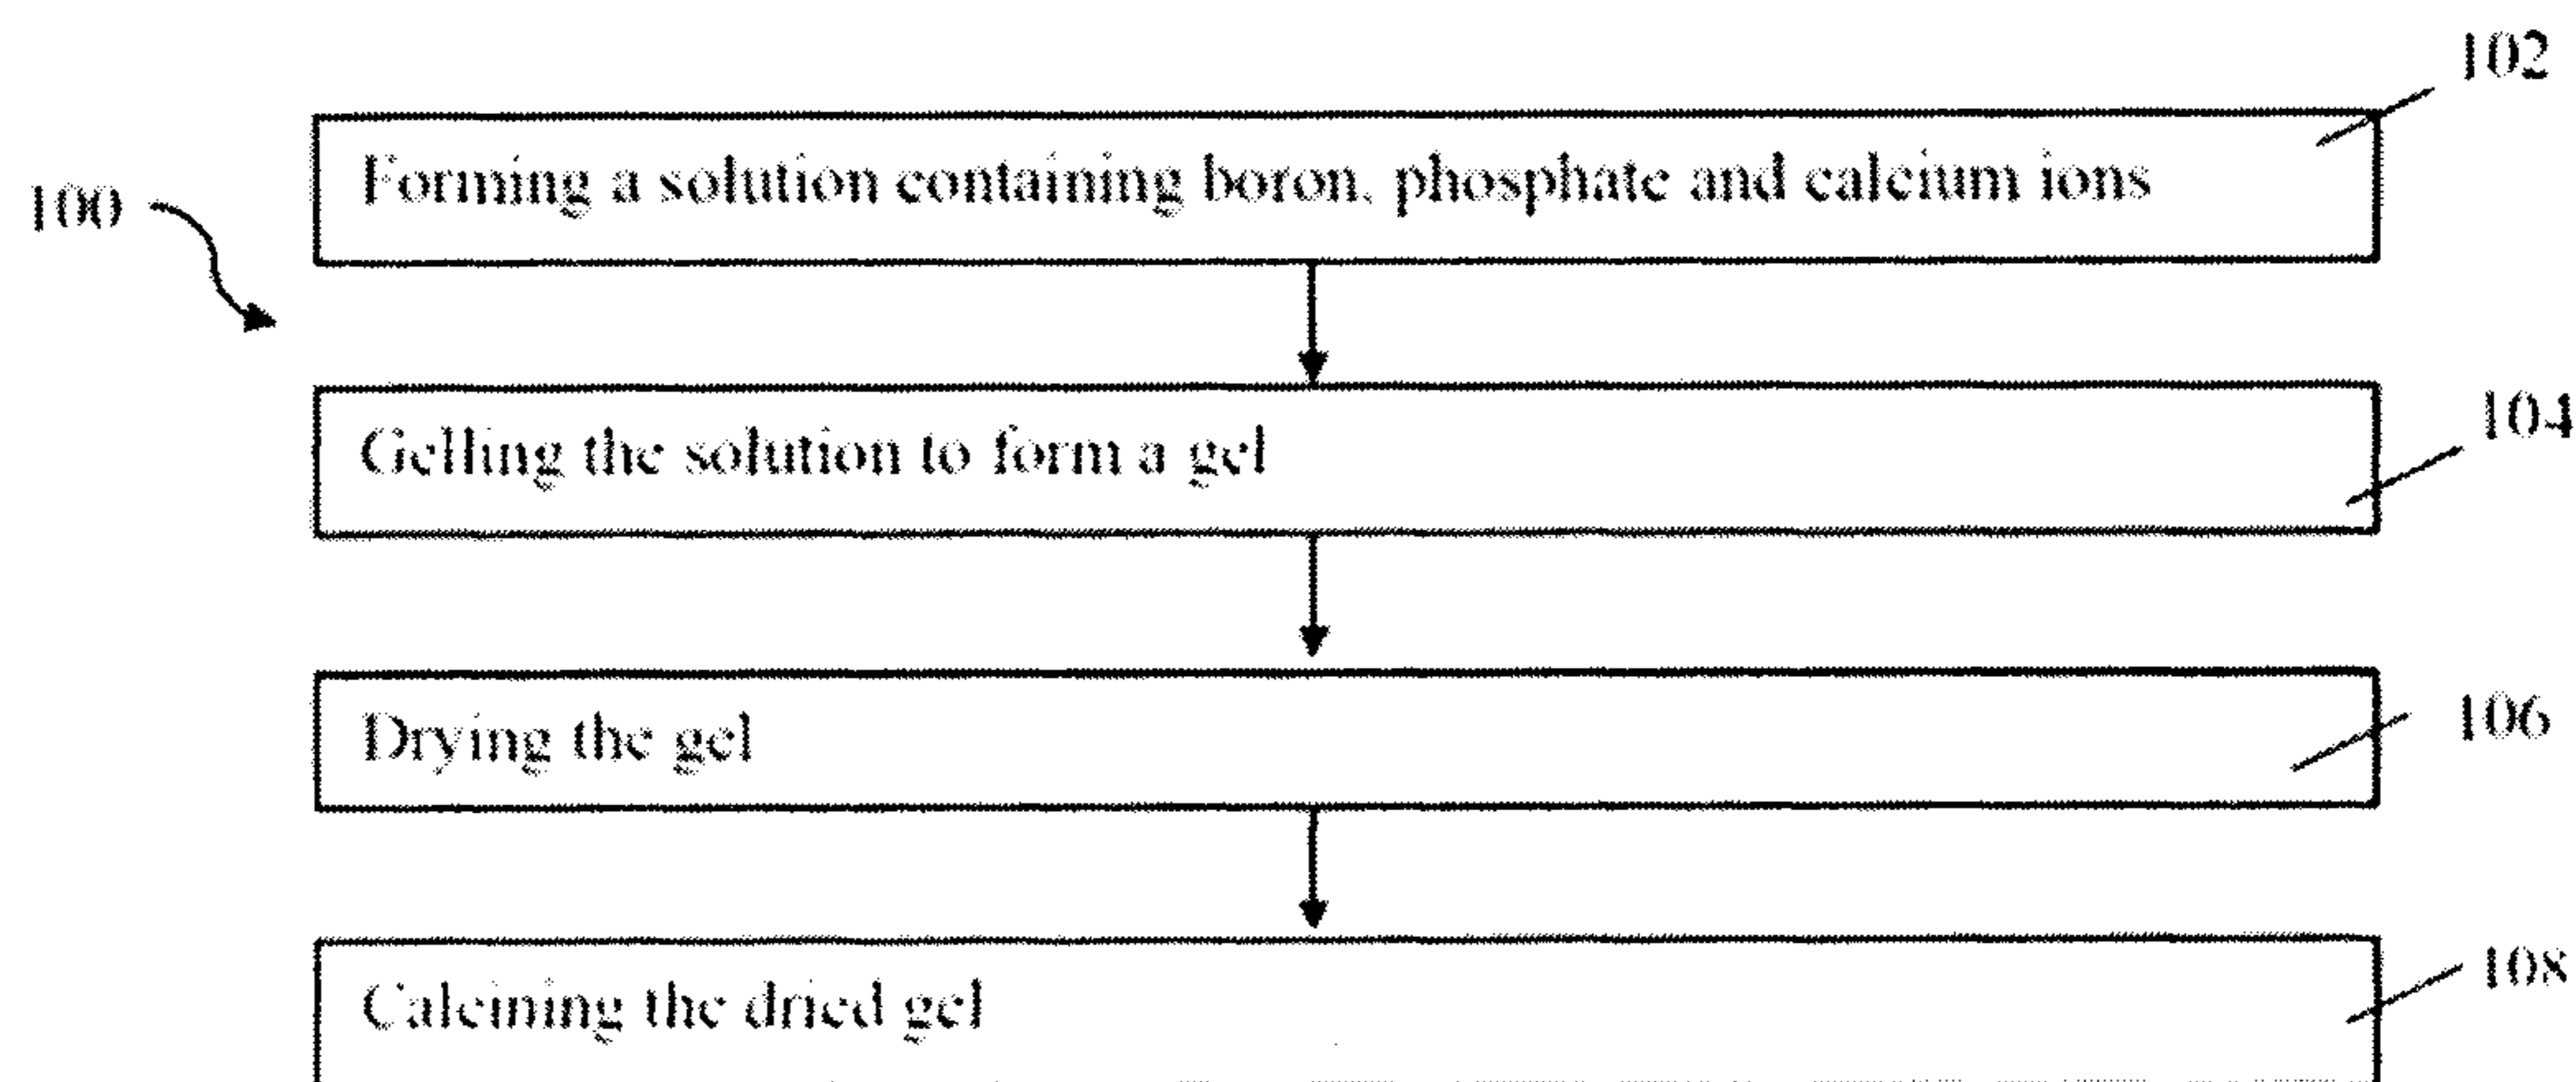 102
100
Forming a solution containing boron, phosphate and calcium ions
104
Gelling the solution to form a gel
106
Drying the gel
108
Calcining the dried gel